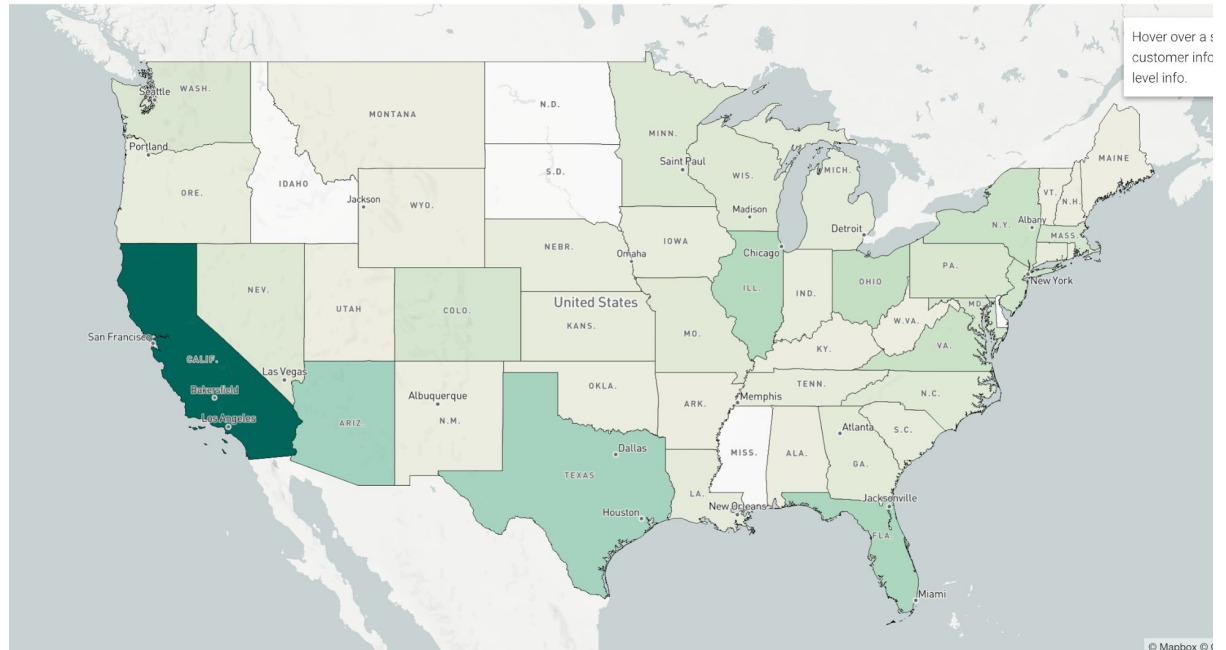 Hover over a s
customer info
level info.
Seattle
WASH.
MONTANA
N.D.
MINN.
Portland
ORE.
IDAHO
Jackson
WYO.
S.D.
Saint Paul
WIS.
Madison
MICH.
Detroit
MAINE
VT.
N.H.
Albany
N.Y.
MASS.
NEBR.
Omaha
IOWA
Chicago
New York
PA.
OHIO
IND.
ILL.
NEV.
UTAH
COLO.
United States
KANS.
MO.
W.VA.
MD.
VA.
KY.
San Francisco
CALIF.
Bakersfield
Los Angeles
Las Vegas
ARIZ.
Albuquerque
N.M.
OKLA.
ARK.
Memphis
TENN.
N.C.
S.C.
Atlanta
GA.
ALA.
MISS.
Dallas
TEXAS
Houston
LA.
New Orleans
Jacksonville
FLA.
Miami
© Mapbox ©